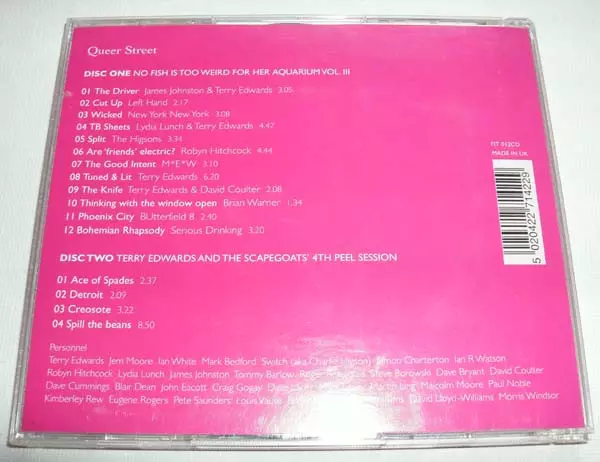 Queer Street
DISC ONE NO FISH IS TOO WEIRD FOR HER AQUARIUM VOL. III
01 The Driver James Johnston & Terry Edwards 3.05
02 Cut Up Left Hand 2.17
03 Wicked New York New York 3.08
04 TB Sheets Lydia Lunch & Terry Edwards 4.47
05 Split The Higsons 3.34
06 Are 'friends' electric? Robyn Hitchcock 4.44
07 The Good Intent M*E*W 3.10
08 Tuned & Lit Terry Edwards 6.20
09 The Knife Terry Edwards & David Coulter 2.08
10 Thinking with the window open Brian Warner 1.34
11 Phoenix City BUtterfield 8 2.40
12 Bohemian Rhapsody Serious Drinking 3.20
DISC TWO TERRY EDWARDS AND THE SCAPEGOATS' 4TH PEEL SESSION
01 Ace of Spades 2.37
02 Detroit 2.09
03 Creosote 3.22
04 Spill the beans 8.50
Personnel
Terry Edwards Jem Moore Ian White Mark Bedford Switch (aka Charlie Higson) Simon Charterton Ian R Watson
Robyn Hitchcock Lydia Lunch James Johnston Tommy Barlow Steve Borowski Dave Bryant David Coulter
Dave Cummings Blair Dean John Eacott Craig Gogay Malcolm Moore Paul Noble
Kimberley Rew Eugene Rogers Pete Saunders Louis Vause David Lloyd-Williams Morris Windsor
012CD
MADE IN UK
5 020422 714229